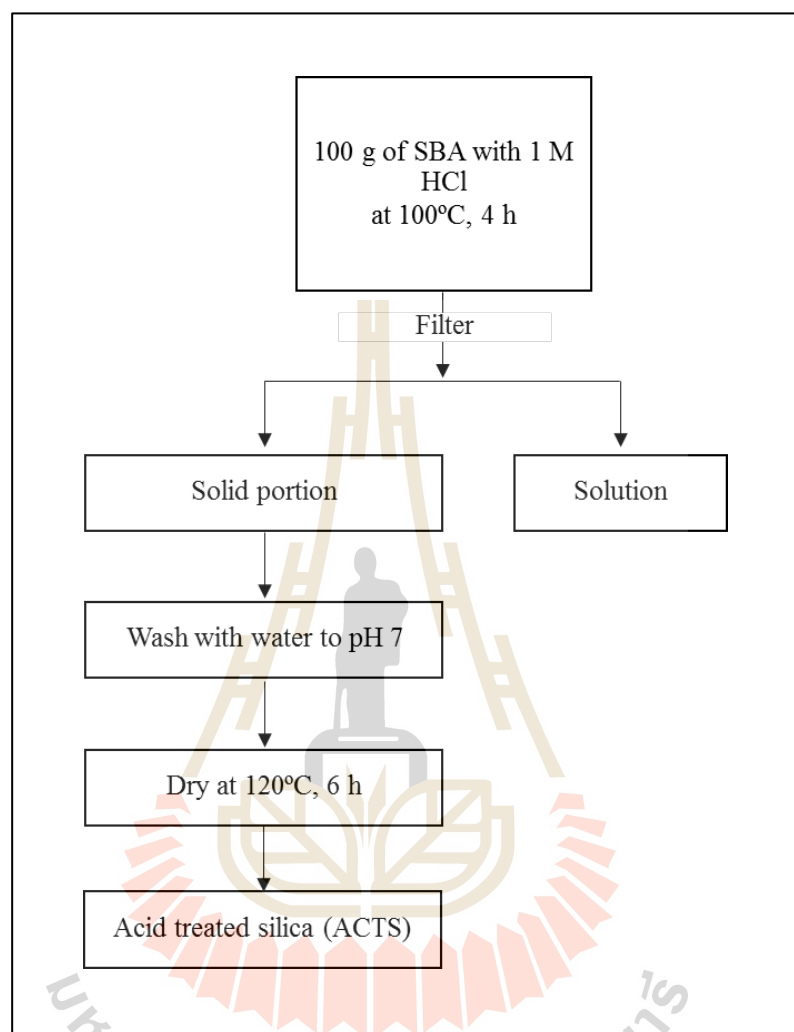 100 g of SBA with 1 M
HCl
at 100ºC, 4 h
Filter
Solid portion
Solution
Wash with water to pH 7
Dry at 120ºC, 6 h
Acid treated silica (ACTS)